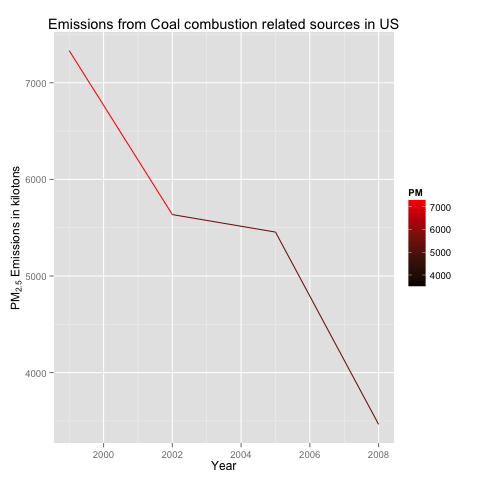 Emissions from Coal combustion related sources in US
7000
6000
5000
4000
PM2.5 Emissions in kilotons
2000 2002 2004 2006 2008
Year
PM
7000
6000
5000
4000